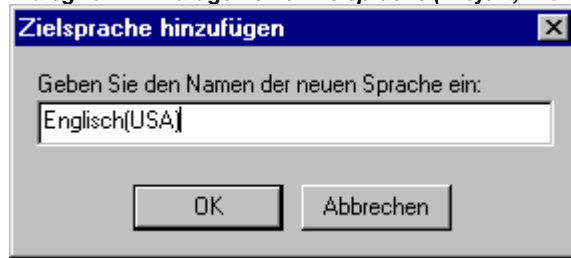 Zielsprache hinzufügen
Geben Sie den Namen der neuen Sprache ein:
Englisch(USA)
OK
Abbrechen